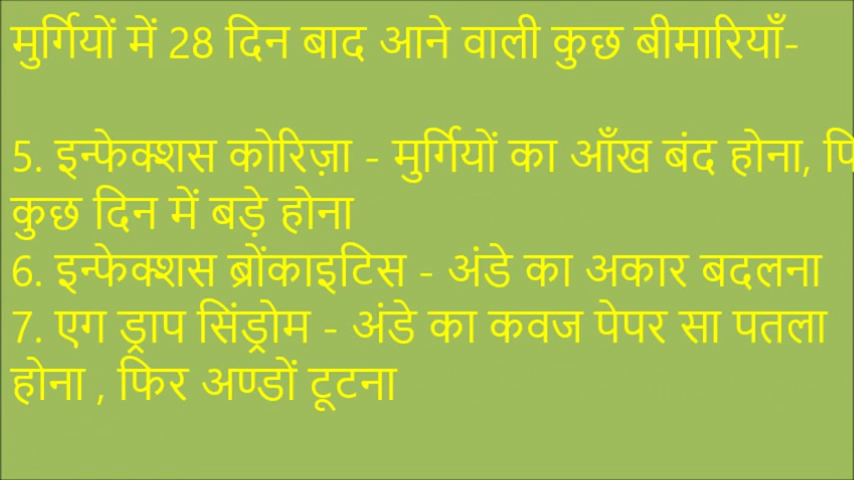 मुर्गियों में 28 दिन बाद आने वाली कुछ बीमारियाँ-
5. इन्फेक्शस कोरिज़ा - मुर्गियों का आँख बंद होना,
कुछ दिन में बड़े होना
6. इन्फेक्शस ब्रोंकाइटिस - अंडे का अकार बदलना
7. एग ड्राप सिंड्रोम - अंडे का कवज पेपर सा पतला
होना , फिर अण्डों टूटना